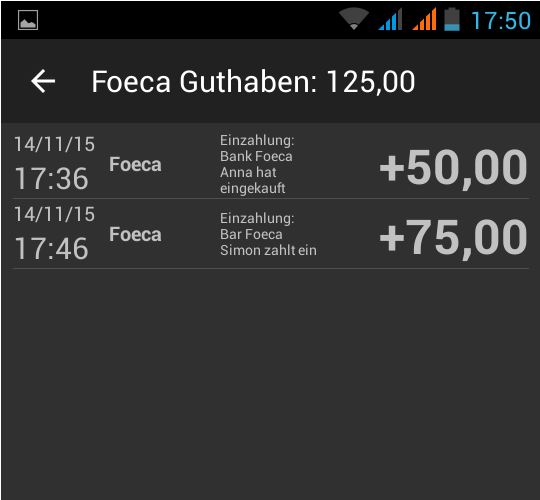 17:50
Foeca Guthaben: 125,00
14/11/15
17:36
Foeca
Einzahlung:
Bank Foeca
Anna hat
eingekauft
+50,00
14/11/15
17:46
Foeca
Einzahlung:
Bar Foeca
Simon zahlt ein
+75,00